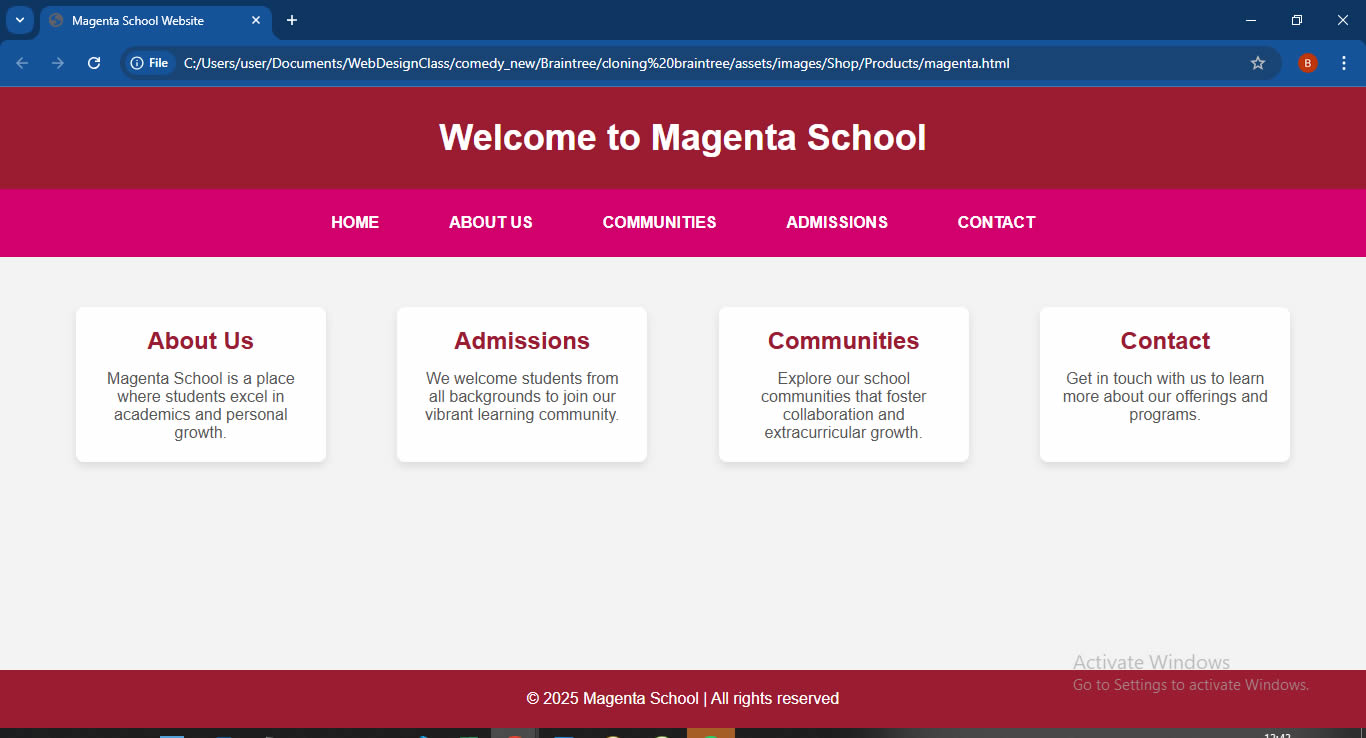 Magenta School Website
File C:/Users/user/Documents/WebDesignClass/comedy_new/Braintree/cloning%20braintree/assets/images/Shop/Products/magenta.html B
Welcome to Magenta School
HOME ABOUT US COMMUNITIES ADMISSIONS CONTACT
About Us
Magenta School is a place
where students excel in
academics and personal
growth.
Admissions
We welcome students from
all backgrounds to join our
vibrant learning community.
Communities
Explore our school
communities that foster
collaboration and
extracurricular growth.
Contact
Get in touch with us to learn
more about our offerings and
programs.
Activate Windows
Go to Settings to activate Windows.
© 2025 Magenta School | All rights reserved